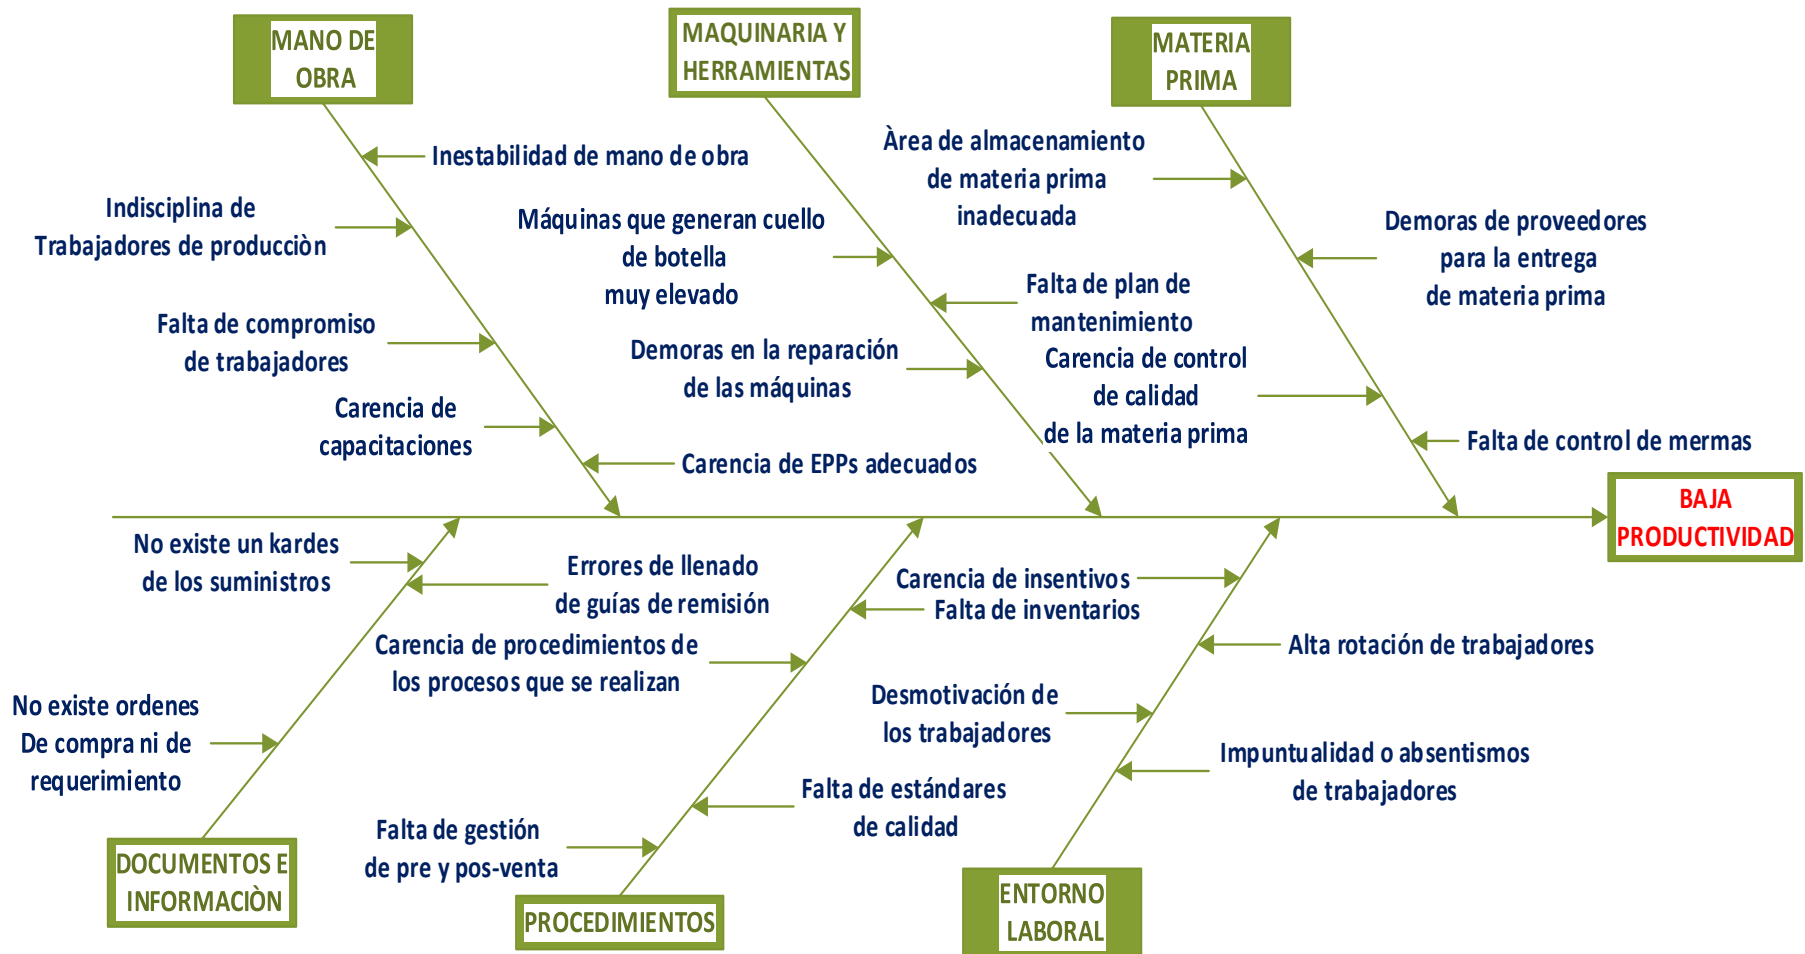 MANO DE
OBRA
MAQUINARIA Y
HERRAMIENTAS
MATERIA
PRIMA
Inestabilidad de mano de obra
Indisciplina de
Trabajadores de producciòn
Falta de compromiso
de trabajadores
Carencia de
capacitaciones
Carencia de EPPs adecuados
Máquinas que generan cuello
de botella
muy elevado
Falta de plan de
mantenimiento
Demoras en la reparación
de las máquinas
Àrea de almacenamiento
de materia prima
inadecuada
Demoras de proveedores
para la entrega
de materia prima
Carencia de control
de calidad
de la materia prima
Falta de control de mermas
BAJA
PRODUCTIVIDAD
No existe un kardes
de los suministros
Errores de llenado
de guías de remisión
No existe ordenes
De compra ni de
requerimiento
DOCUMENTOS E
INFORMACIÒN
Falta de inventarios
Carencia de procedimientos de
los procesos que se realizan
Falta de estándares
de calidad
Falta de gestión
de pre y pos-venta
PROCEDIMIENTOS
Carencia de insentivos
Alta rotación de trabajadores
Desmotivación de
los trabajadores
Impuntualidad o absentismos
de trabajadores
ENTORNO
LABORAL